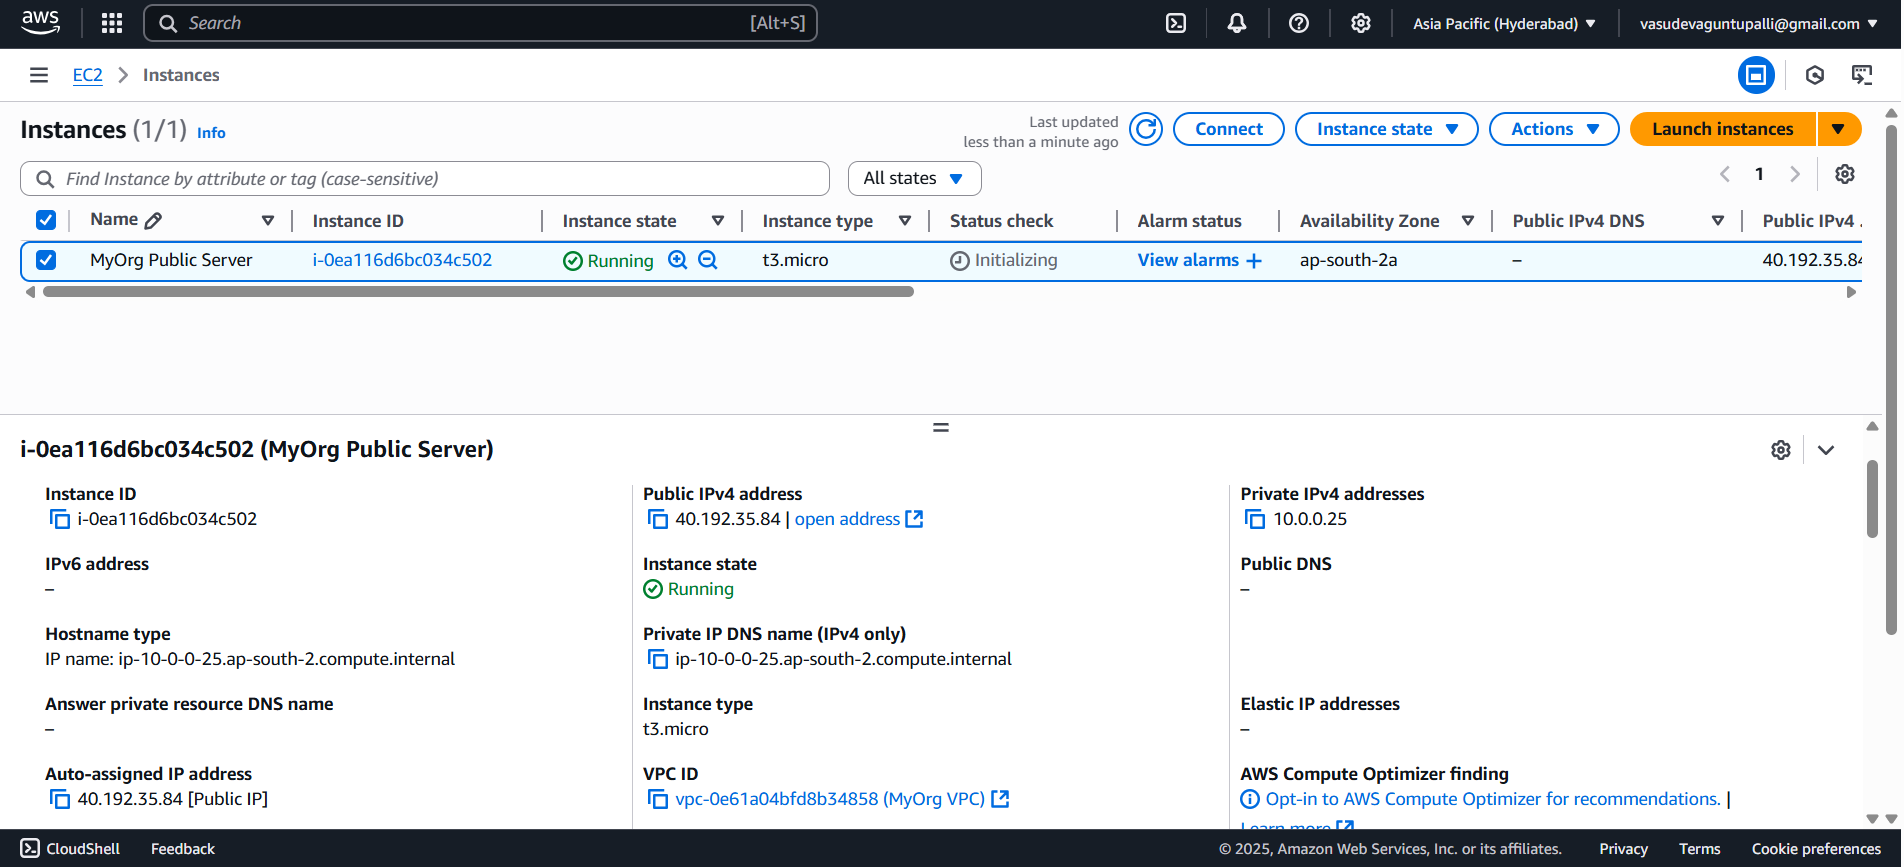 aws
Search [Alt+S]
Asia Pacific (Hyderabad)
vasudevaguntupalli@gmail.com
EC2 > Instances
Instances (1/1) Info
Last updated
less than a minute ago
Connect
Instance state
Actions
Launch instances
Find Instance by attribute or tag (case-sensitive)
All states
1
Name Instance ID Instance state Instance type Status check Alarm status Availability Zone Public IPv4 DNS Public IPv4 .
MyOrg Public Server i-0ea116d6bc034c502 Running t3.micro Initializing View alarms + ap-south-2a – 40.192.35.84
i-0ea116d6bc034c502 (MyOrg Public Server)
Instance ID
i-0ea116d6bc034c502
Public IPv4 address
40.192.35.84 | open address
Private IPv4 addresses
10.0.0.25
IPv6 address
–
Instance state
Running
Public DNS
–
Hostname type
IP name: ip-10-0-0-25.ap-south-2.compute.internal
Private IP DNS name (IPv4 only)
ip-10-0-0-25.ap-south-2.compute.internal
Answer private resource DNS name
–
Instance type
t3.micro
Elastic IP addresses
–
Auto-assigned IP address
40.192.35.84 [Public IP]
VPC ID
vpc-0e61a04bfd8b34858 (MyOrg VPC)
AWS Compute Optimizer finding
Opt-in to AWS Compute Optimizer for recommendations. |
Learn more
CloudShell Feedback
© 2025, Amazon Web Services, Inc. or its affiliates. Privacy Terms Cookie preferences